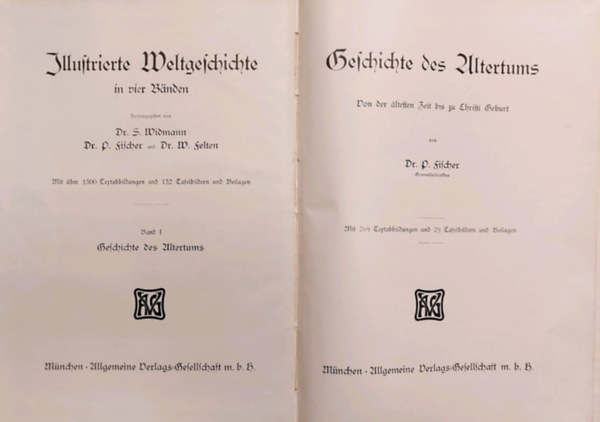 Illustrierte Weltgeschichte
in vier Bänden
Herausgegeben von
Dr. S. Widmann
Dr. P. Fischer und Dr. W. Felten
Mit über 1500 Textabbildungen und 132 Tafelbildern und Beilagen
Band I
Geschichte des Altertums
AVG
München · Allgemeine Verlags-Gesellschaft m. b. H.
Geschichte des Altertums
Von der ältesten Zeit bis zu Christi Geburt
von
Dr. P. Fischer
Gymnasialdirektor
Mit 269 Textabbildungen und 25 Tafelbildern und Beilagen
AVG
München · Allgemeine Verlags-Gesellschaft m. b. H.